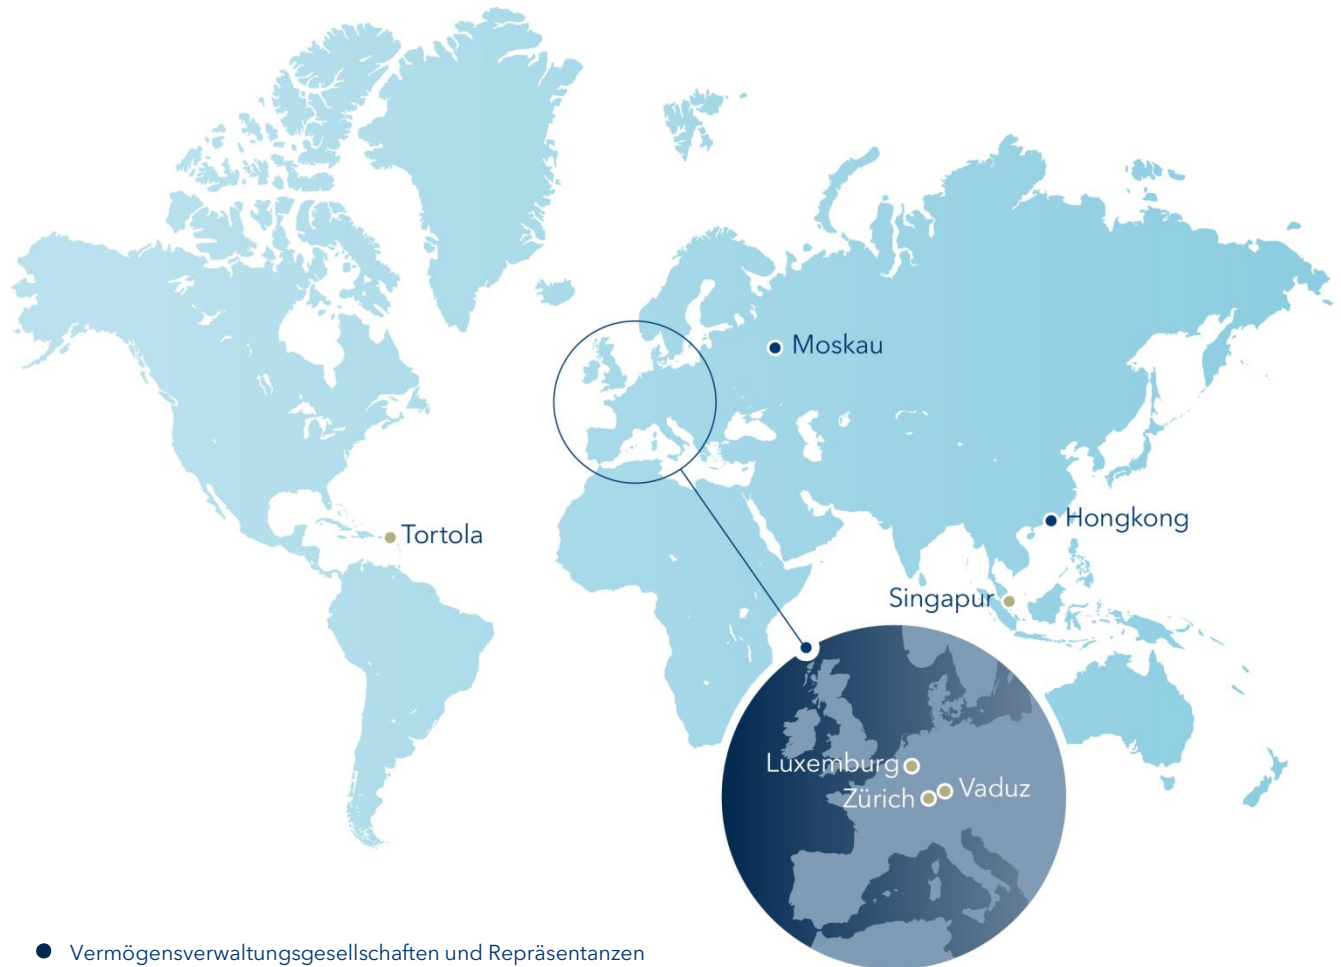 Moskau
Tortola
Hongkong
Singapur
Luxemburg
Zürich
Vaduz
Vermögensverwaltungsgesellschaften und Repräsentanzen